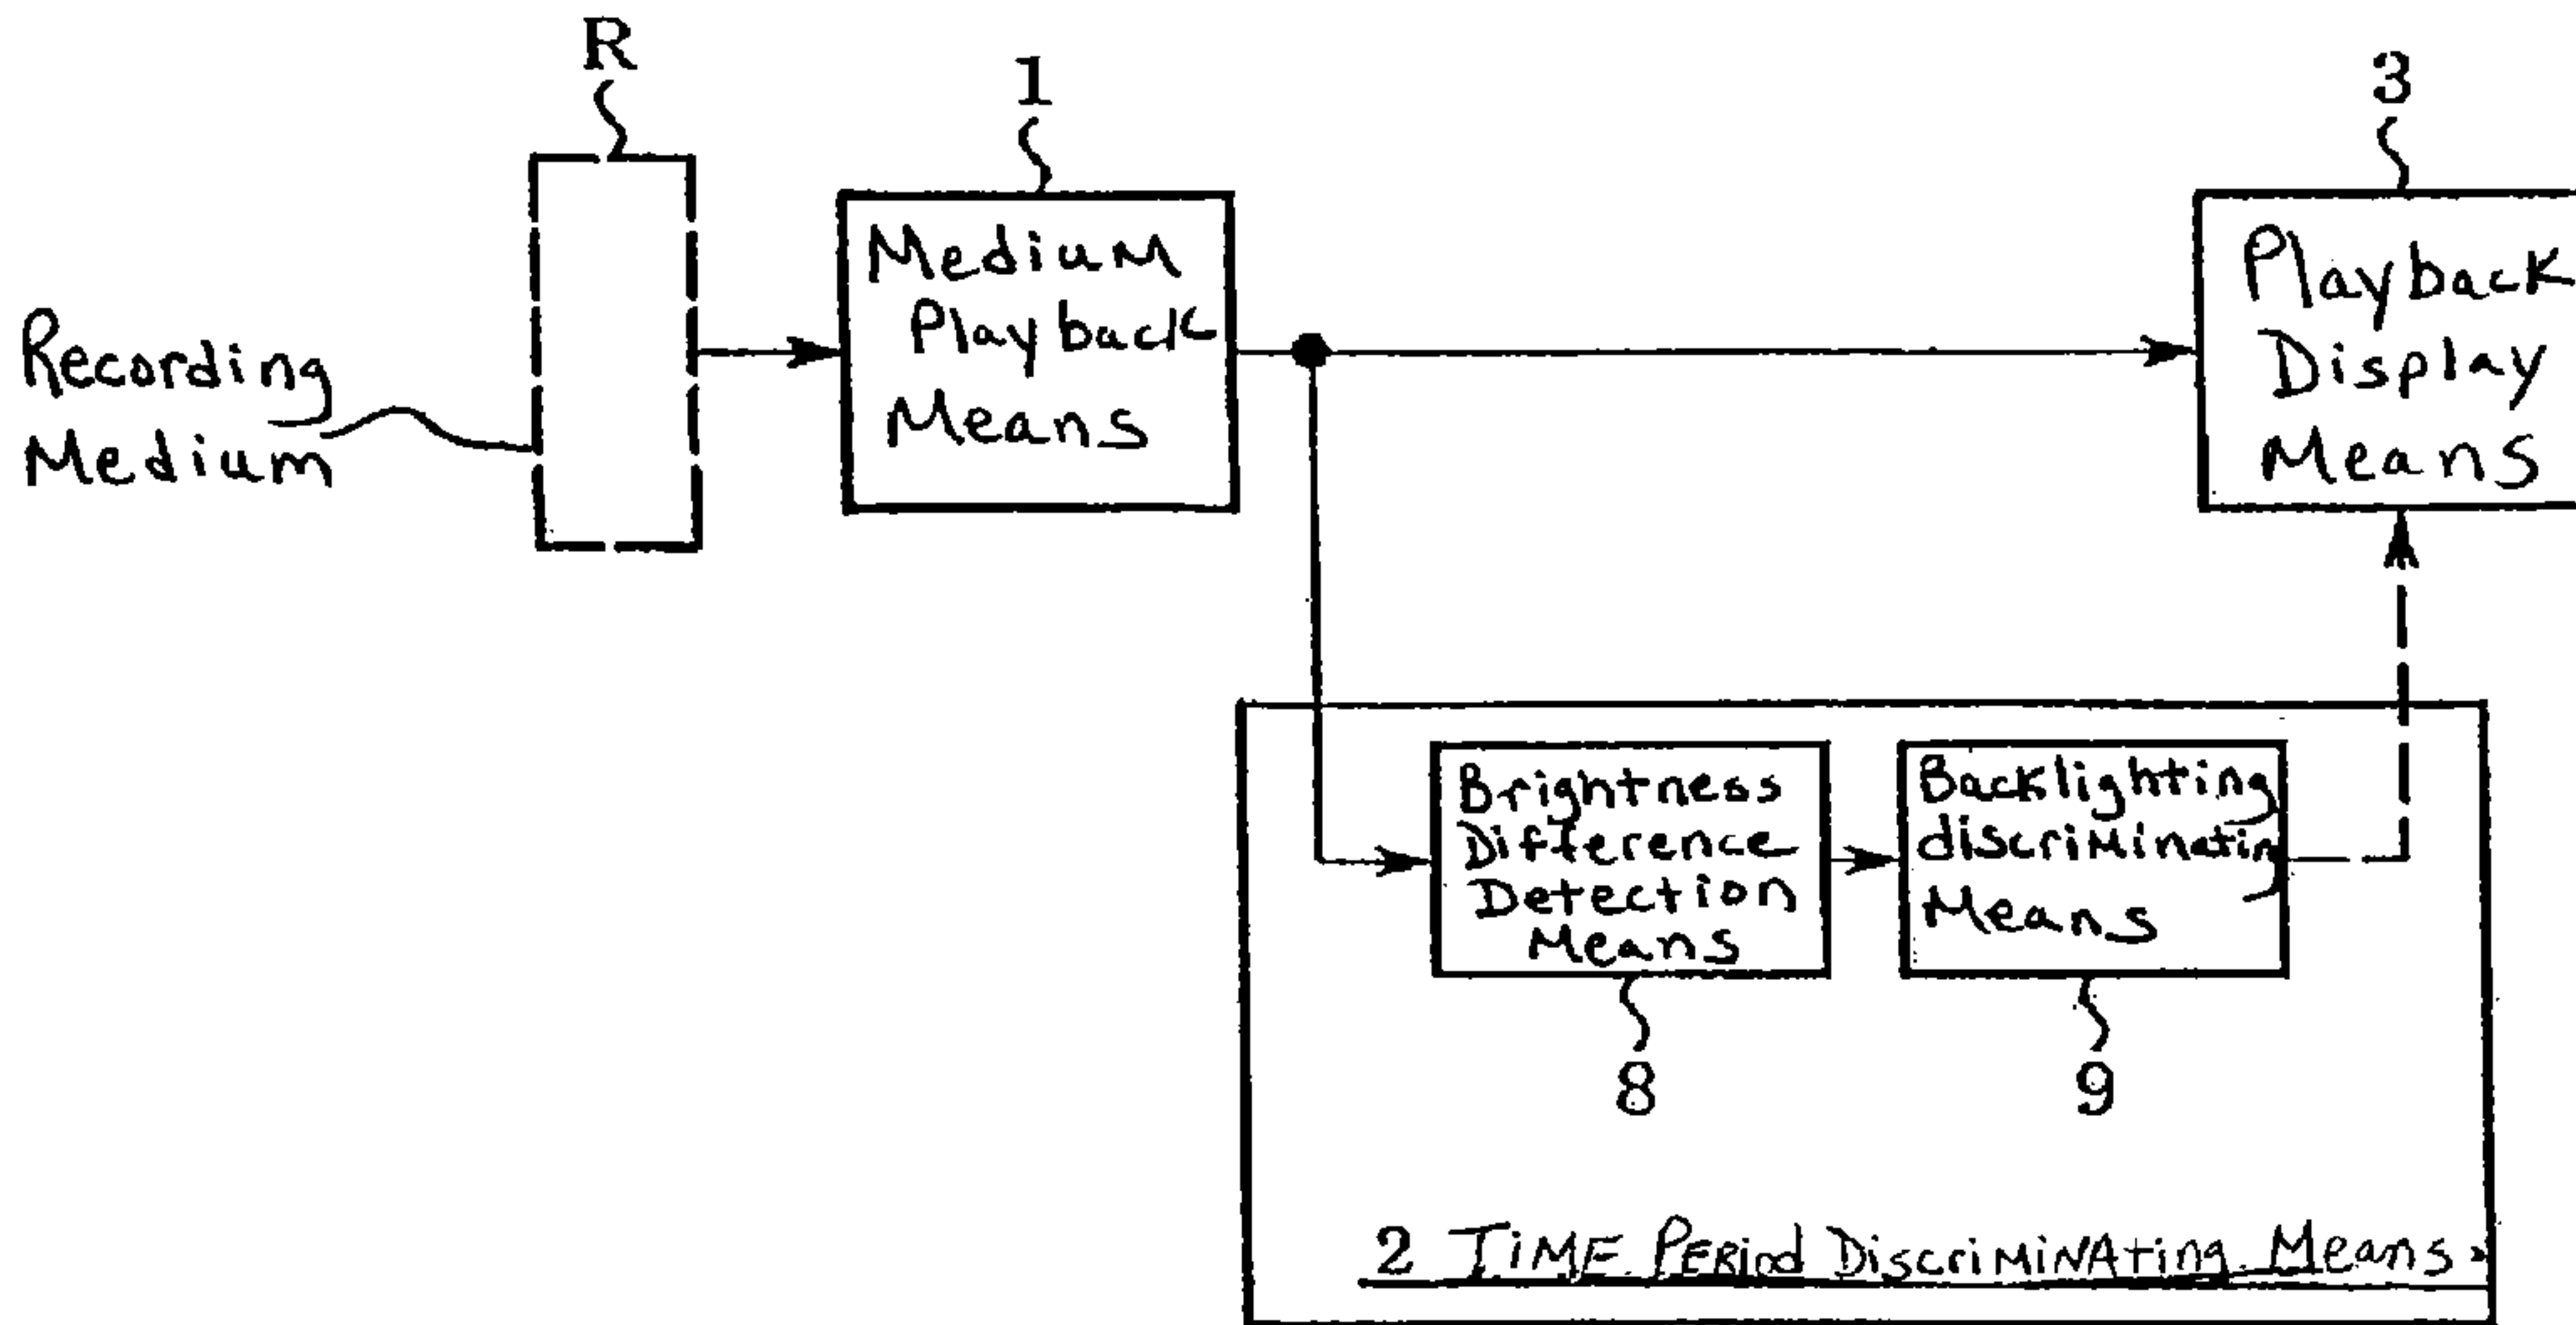 R
1
3
Recording
Medium
Medium
Playback
Means
Playback
Display
Means
Brightness
Difference
Detection
Means
Backlighting
discriminating
Means
8
9
2 TIME PERiod DiscriMiNAting Means